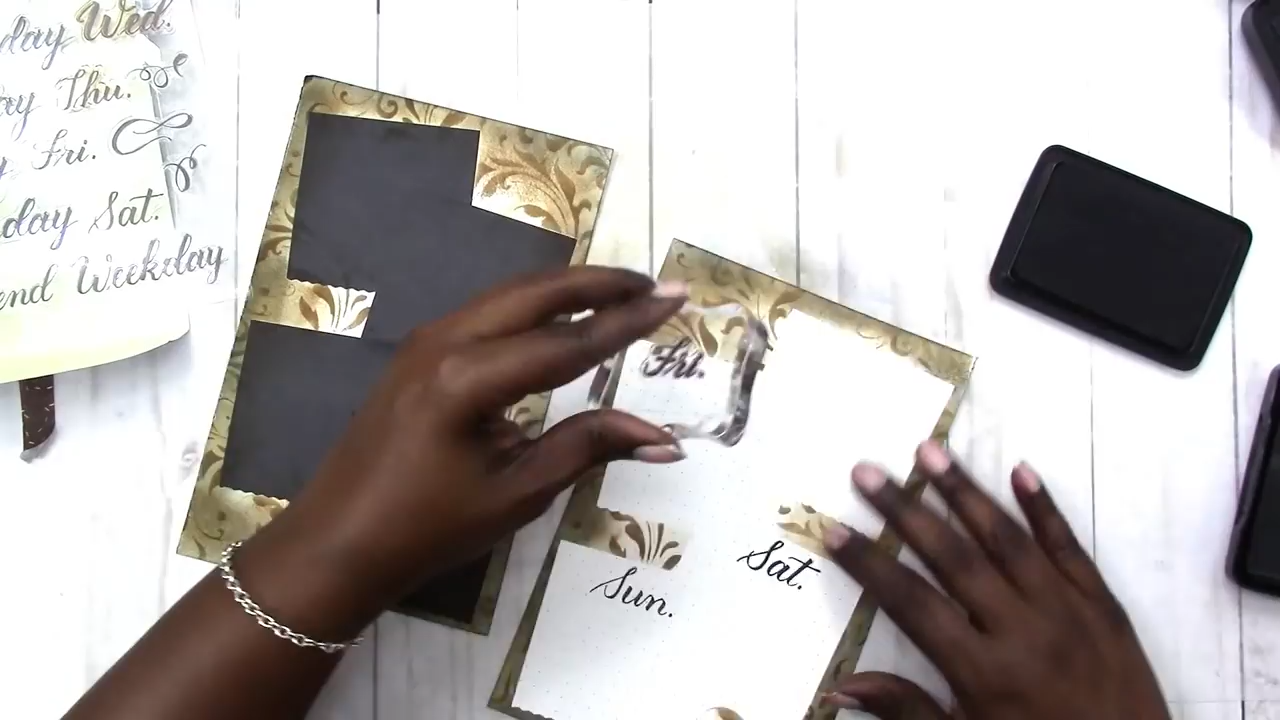 day Wed.
ay Thu.
y Fri.
day Sat.
end Weekday
Fri.
Sat.
Sun.